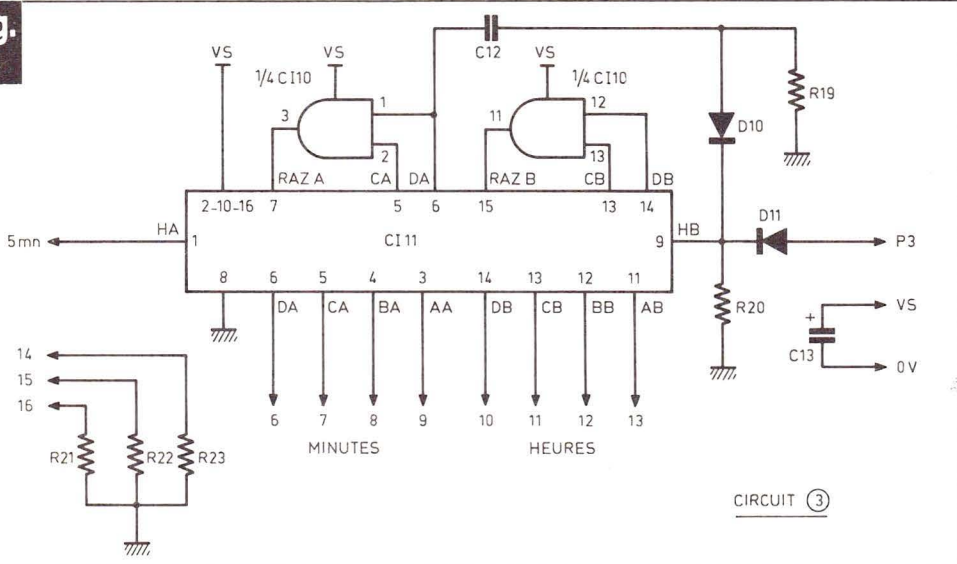 g.
C12
VS
VS
VS
1/4 CI10
1/4 CI10
R19
3
1
11
12
D10
2
13
RAZ A
CA
DA
RAZ B
CB
DB
2-10-16
7
5
6
15
13
14
D11
5mn
HA
1
CI11
9
HB
P3
8
6
5
4
3
14
13
12
11
DA
CA
BA
AA
DB
CB
BB
AB
R20
+
VS
C13
0V
14
15
16
6
7
8
9
10
11
12
13
R21
R22
R23
MINUTES
HEURES
CIRCUIT 3